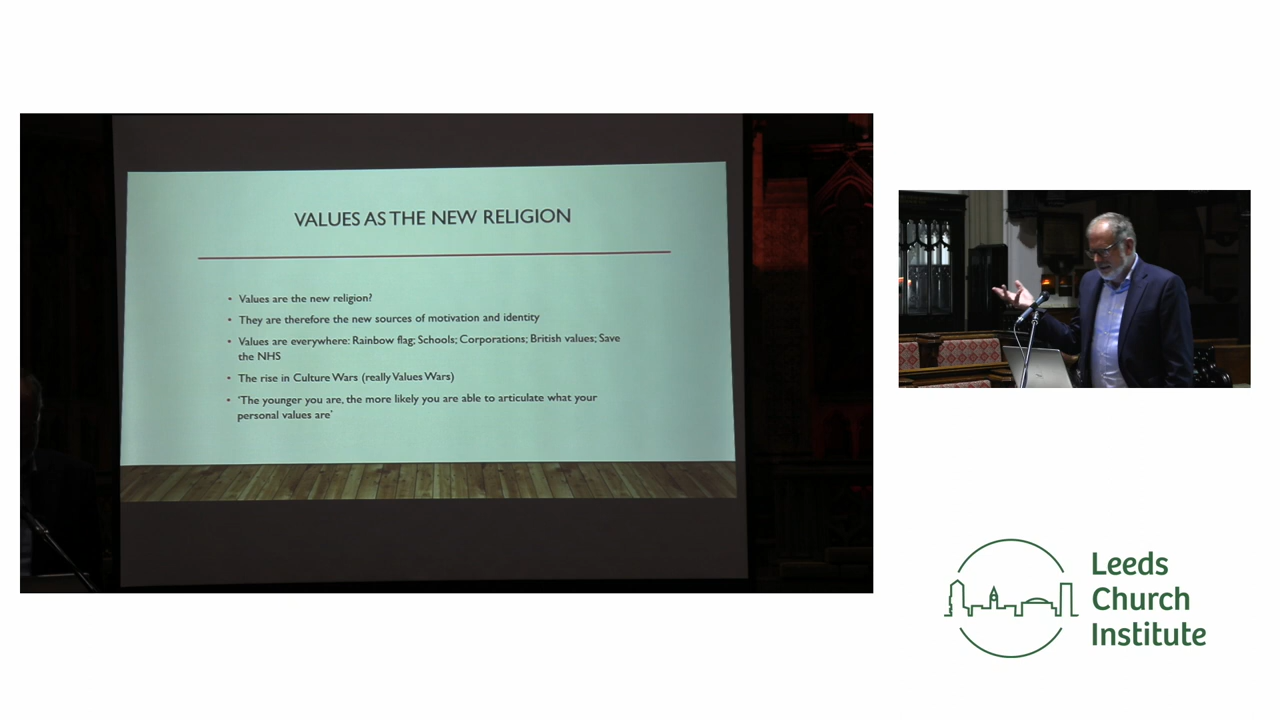 VALUES AS THE NEW RELIGION
• Values are the new religion?
• They are therefore the new sources of motivation and identity
• Values are everywhere: Rainbow flag; Schools; Corporations; British values; Save
the NHS
• The rise in Culture Wars (really Values Wars)
• ‘The younger you are, the more likely you are able to articulate what your
personal values are’
Leeds
Church
Institute